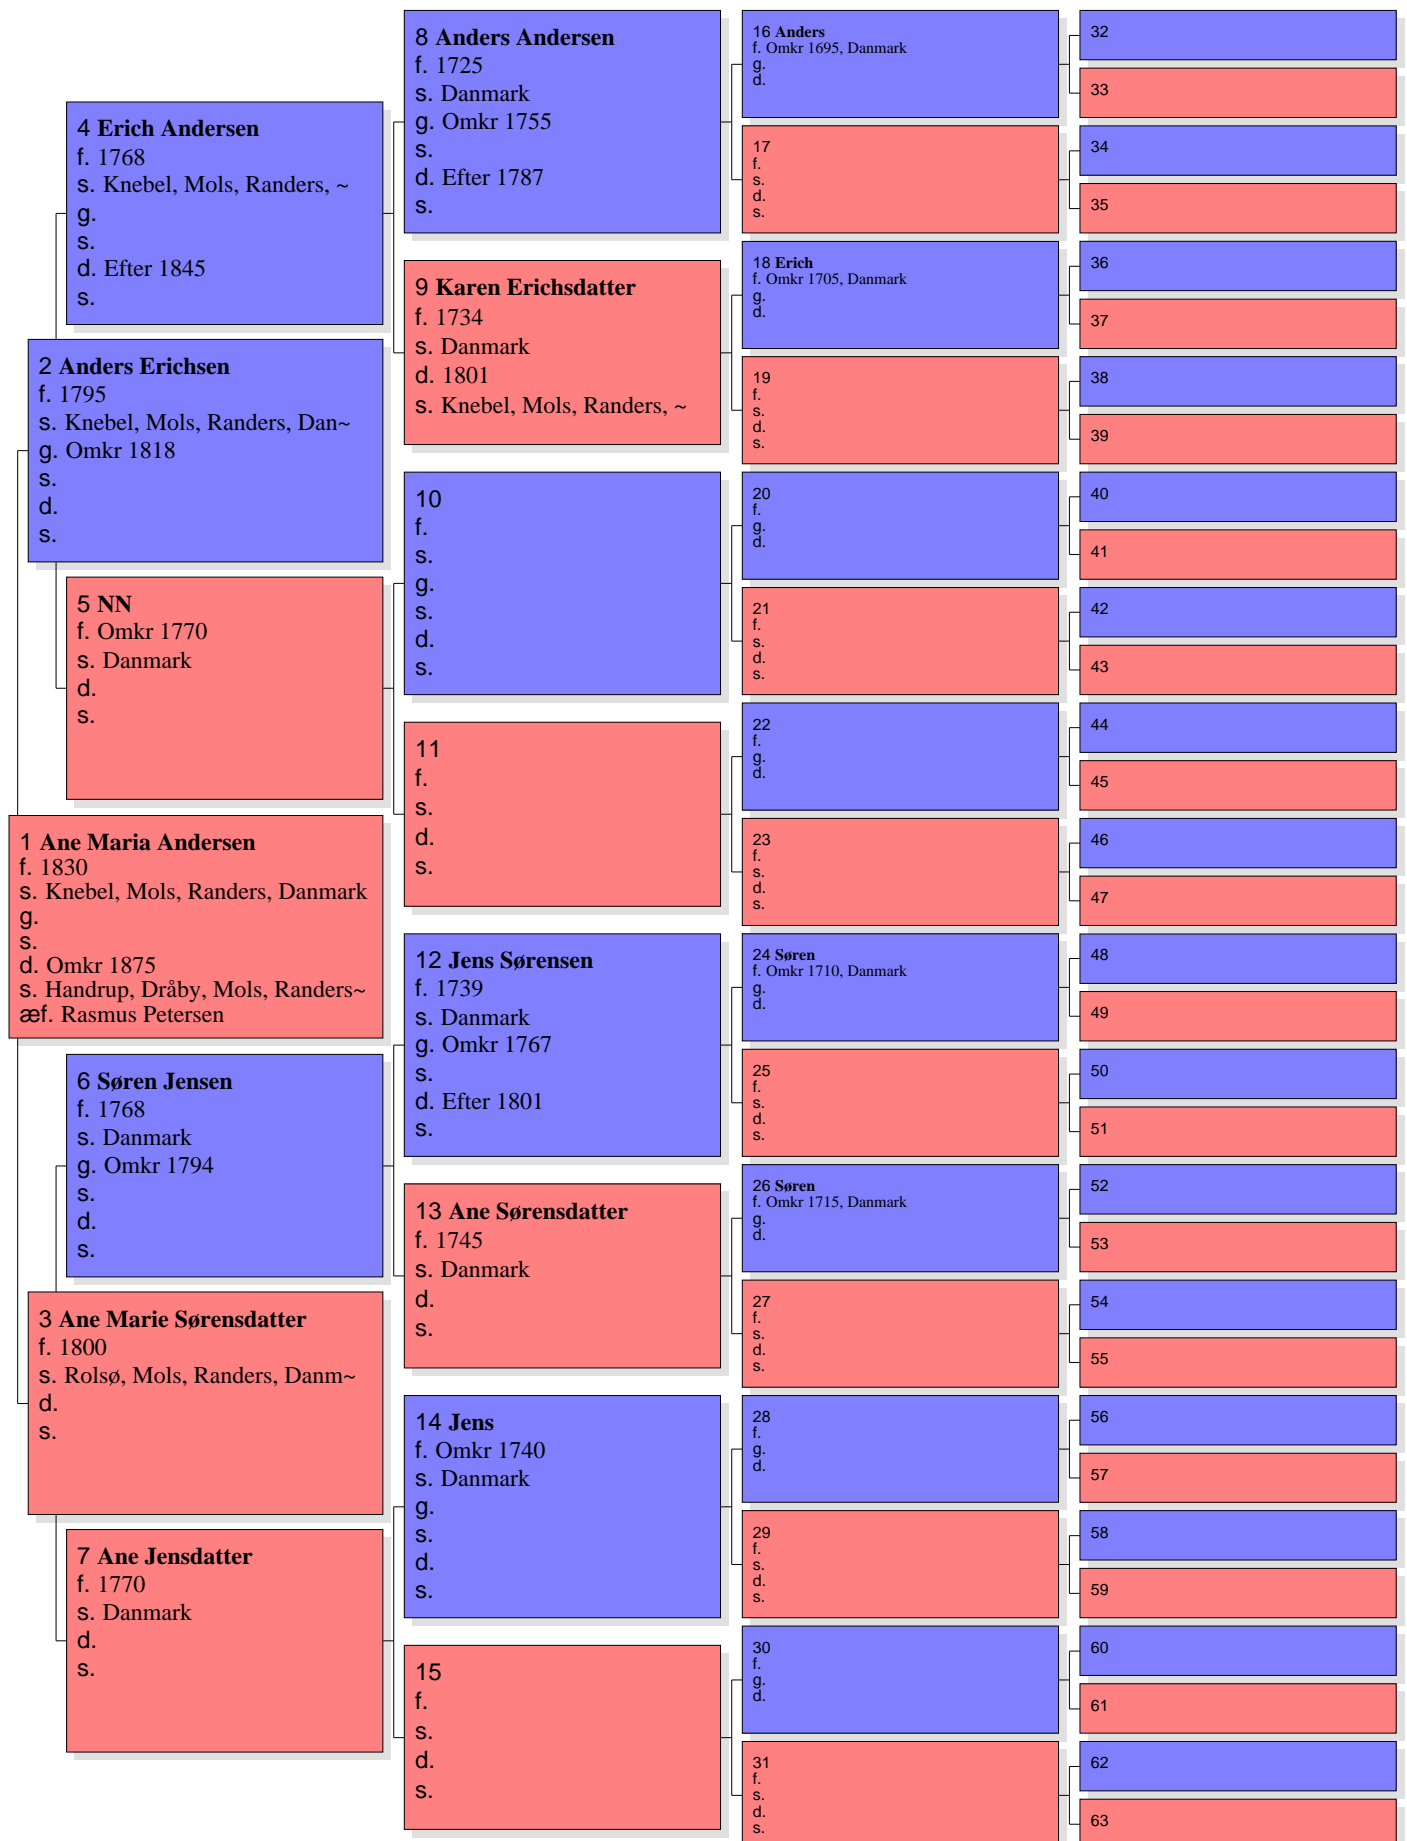 1 Ane Maria Andersen
f. 1830
s. Knebel, Mols, Randers, Danmark
g.
s.
d. Omkr 1875
s. Handrup, Dråby, Mols, Randers~
æf. Rasmus Petersen
2 Anders Erichsen
f. 1795
s. Knebel, Mols, Randers, Dan~
g. Omkr 1818
s.
d.
s.
3 Ane Marie Sørensdatter
f. 1800
s. Rolsø, Mols, Randers, Danm~
d.
s.
4 Erich Andersen
f. 1768
s. Knebel, Mols, Randers, ~
g.
s.
d. Efter 1845
s.
5 NN
f. Omkr 1770
s. Danmark
d.
s.
6 Søren Jensen
f. 1768
s. Danmark
g. Omkr 1794
s.
d.
s.
7 Ane Jensdatter
f. 1770
s. Danmark
d.
s.
8 Anders Andersen
f. 1725
s. Danmark
g. Omkr 1755
s.
d. Efter 1787
s.
9 Karen Erichsdatter
f. 1734
s. Danmark
d. 1801
s. Knebel, Mols, Randers, ~
10
f.
s.
g.
s.
d.
s.
11
f.
s.
d.
s.
12 Jens Sørensen
f. 1739
s. Danmark
g. Omkr 1767
s.
d. Efter 1801
s.
13 Ane Sørensdatter
f. 1745
s. Danmark
d.
s.
14 Jens
f. Omkr 1740
s. Danmark
g.
s.
d.
s.
15
f.
s.
d.
s.
16 Anders
f. Omkr 1695, Danmark
g.
d.
17
f.
s.
d.
s.
18 Erich
f. Omkr 1705, Danmark
g.
d.
19
f.
s.
d.
s.
20
f.
g.
d.
21
f.
s.
d.
s.
22
f.
g.
d.
23
f.
s.
d.
s.
24 Søren
f. Omkr 1710, Danmark
g.
d.
25
f.
s.
d.
s.
26 Søren
f. Omkr 1715, Danmark
g.
d.
27
f.
s.
d.
s.
28
f.
g.
d.
29
f.
s.
d.
s.
30
f.
g.
d.
31
f.
s.
d.
s.
32
33
34
35
36
37
38
39
40
41
42
43
44
45
46
47
48
49
50
51
52
53
54
55
56
57
58
59
60
61
62
63